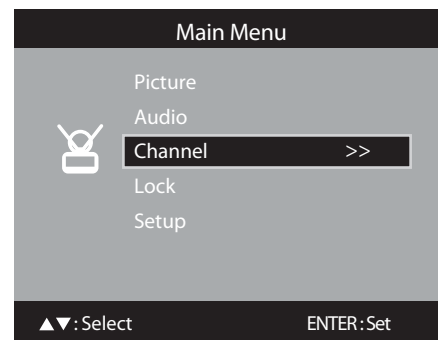 Main Menu
Picture
Audio
Channel >>
Lock
Setup
▲▼: Select ENTER : Set